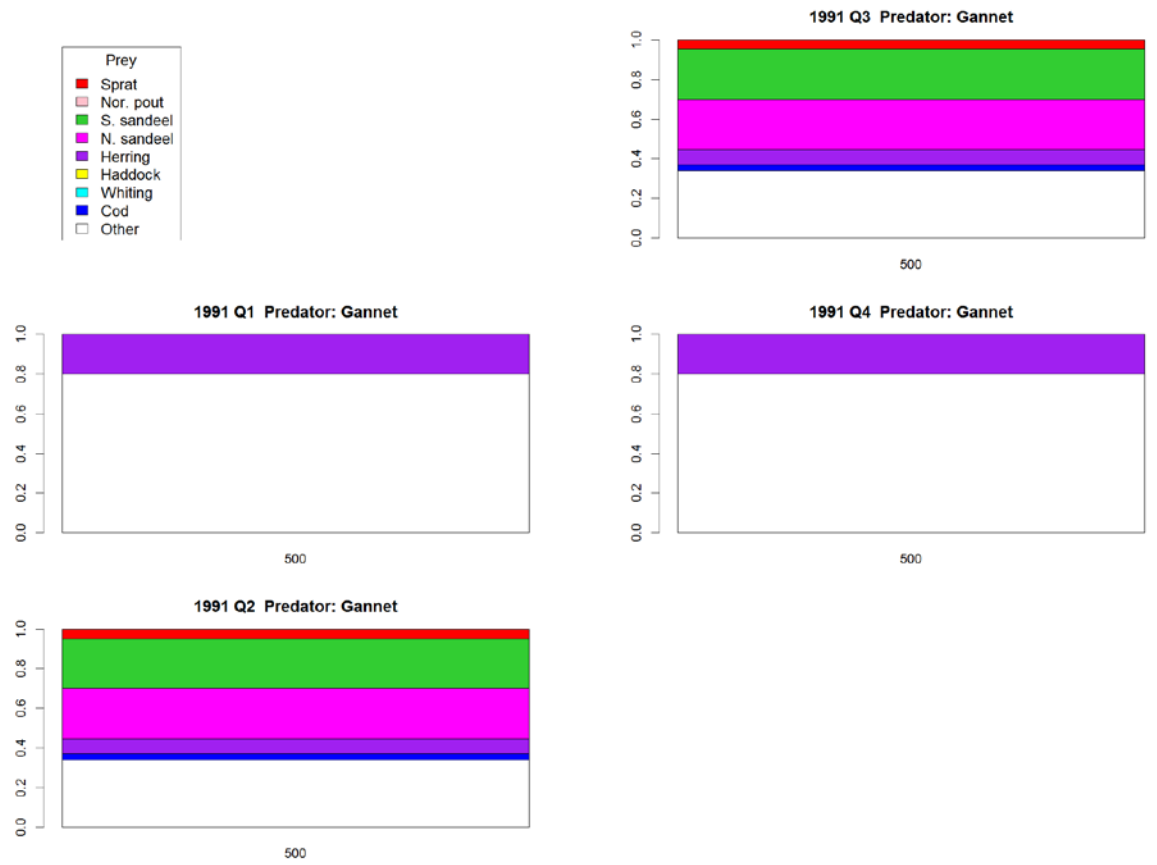 Prey
Sprat
Nor. pout
S. sandeel
N. sandeel
Herring
Haddock
Whiting
Cod
Other
1991 Q3 Predator: Gannet
1.0
0.8
0.6
0.4
0.2
0.0
500
1991 Q1 Predator: Gannet
1.0
0.8
0.6
0.4
0.2
0.0
500
1991 Q4 Predator: Gannet
1.0
0.8
0.6
0.4
0.2
0.0
500
1991 Q2 Predator: Gannet
1.0
0.8
0.6
0.4
0.2
0.0
500